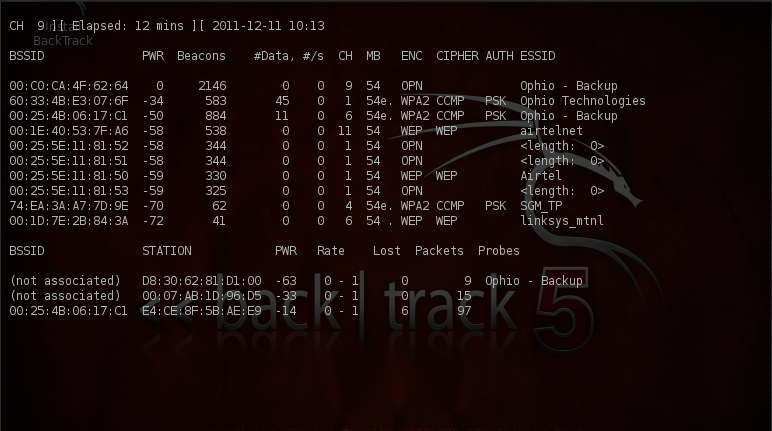 CH  9 ][ Elapsed: 12 mins ][ 2011-12-11 10:13
Install
BackTrack
BSSID              PWR  Beacons    #Data, #/s  CH  MB   ENC  CIPHER AUTH ESSID
00:C0:CA:4F:62:64    0     2146        0    0   9  54   OPN              Ophio - Backup
60:33:4B:E3:07:6F  -34      583       45    0   1  54e. WPA2 CCMP   PSK  Ophio Technologies
00:25:4B:06:17:C1  -50      884       11    0   6  54e. WPA2 CCMP   PSK  Ophio - Backup
00:1E:40:53:7F:A6  -58      538        0    0  11  54   WEP  WEP         airtelnet
00:25:5E:11:81:52  -58      344        0    0   1  54   OPN              <length:  0>
00:25:5E:11:81:51  -58      344        0    0   1  54   OPN              <length:  0>
00:25:5E:11:81:50  -59      330        0    0   1  54   WEP  WEP         Airtel
00:25:5E:11:81:53  -59      325        0    0   1  54   OPN              <length:  0>
74:EA:3A:A7:7D:9E  -70       62        0    0   4  54e. WPA2 CCMP   PSK  SGM_TP
00:1D:7E:2B:84:3A  -72       41        0    0   6  54 . WEP  WEP         linksys_mtnl
BSSID              STATION            PWR   Rate    Lost  Packets  Probes
(not associated)   D8:30:62:81:D1:00  -63    0 - 1      0        9  Ophio - Backup
(not associated)   00:07:AB:1D:96:D5  -33    0 - 1      0       15
00:25:4B:06:17:C1  E4:CE:8F:5B:AE:E9  -14    0 - 1      6       97
<< back | track 5